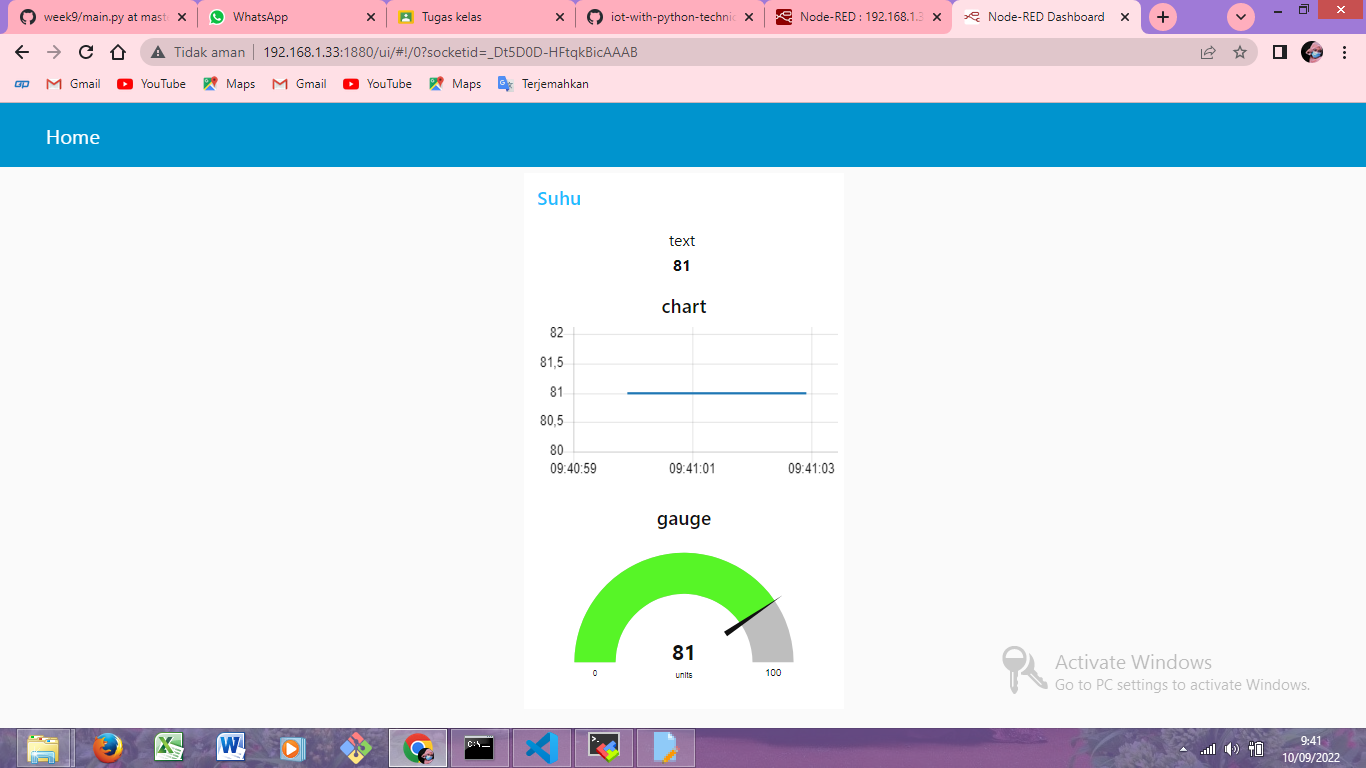 week9/main.py at mast
WhatsApp
Tugas kelas
iot-with-python-technic
Node-RED : 192.168.1.3
Node-RED Dashboard
Tidak aman
192.168.1.33:1880/ui/#!/0?socketid=_Dt5D0D-HFtqkBicAAAB
Gmail
YouTube
Maps
Gmail
YouTube
Maps
Terjemahkan
Home
Suhu
text
81
chart
82
81,5
81
80,5
80
09:40:59
09:41:01
09:41:03
gauge
81
0
units
100
Activate Windows
Go to PC settings to activate Windows.
9:41
10/09/2022